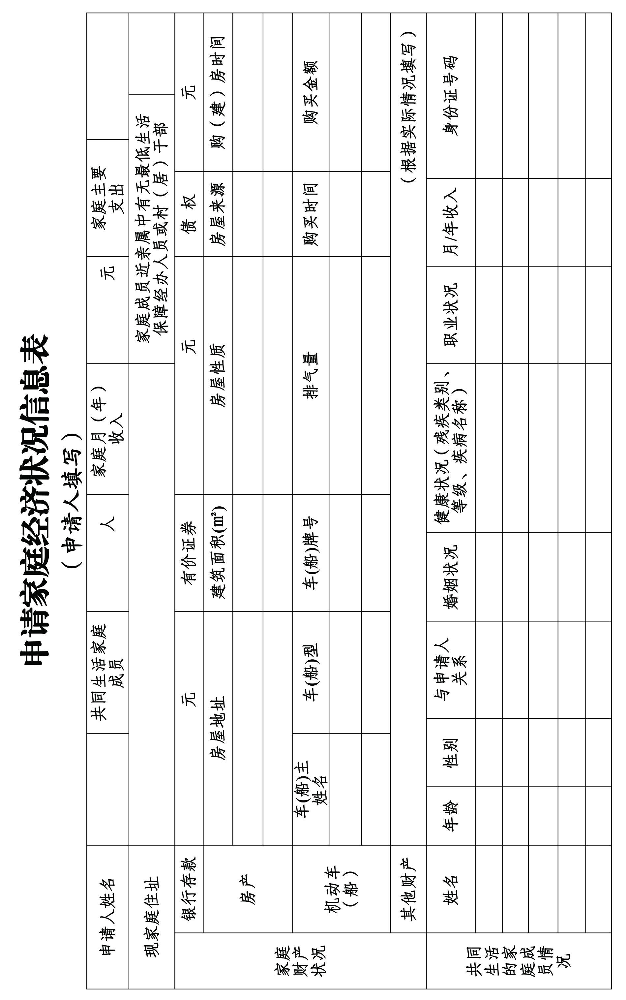 申请家庭经济状况信息表
（申请人填写）
申请人姓名
共同生活家庭
成员
人
家庭月（年）
收入
元
家庭主要
支出
现家庭住址
家庭成员近亲属中有无最低生活
保障经办人员或村（居）干部
家庭
财产
状况
银行存款
元
有价证券
元
债 权
元
房产
房屋地址
建筑面积(㎡)
房屋性质
房屋来源
购（建）房时间
机动车
（船）
车(船)主
姓名
车(船)型
车(船)牌号
排气量
购买时间
购买金额
其他财产
（根据实际情况填写）
共同
生活
的家
庭成
员情
况
姓名
年龄
性别
与申请人
关系
婚姻状况
健康状况（残疾类别、
等级、疾病名称）
职业状况
月/年收入
身份证号码